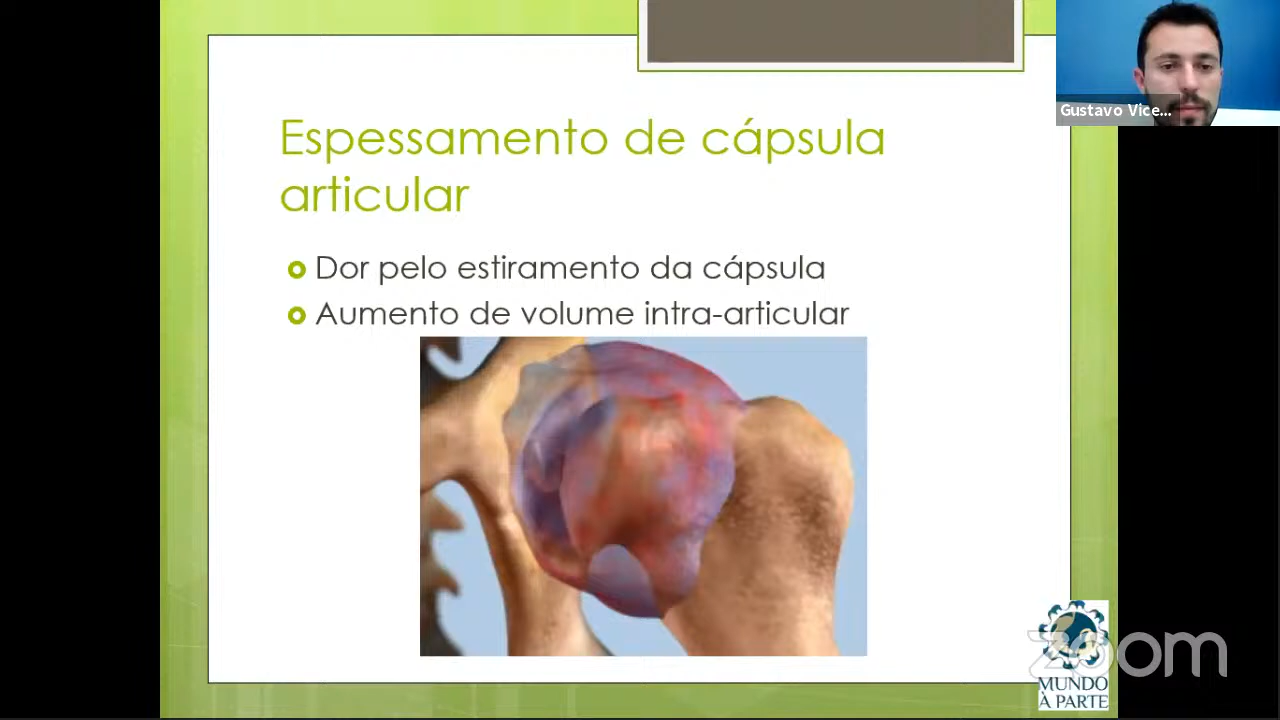 Gustavo Vice...
Espessamento de cápsula
articular
Dor pelo estiramento da cápsula
Aumento de volume intra-articular
zoom
MUNDO
À PARTE